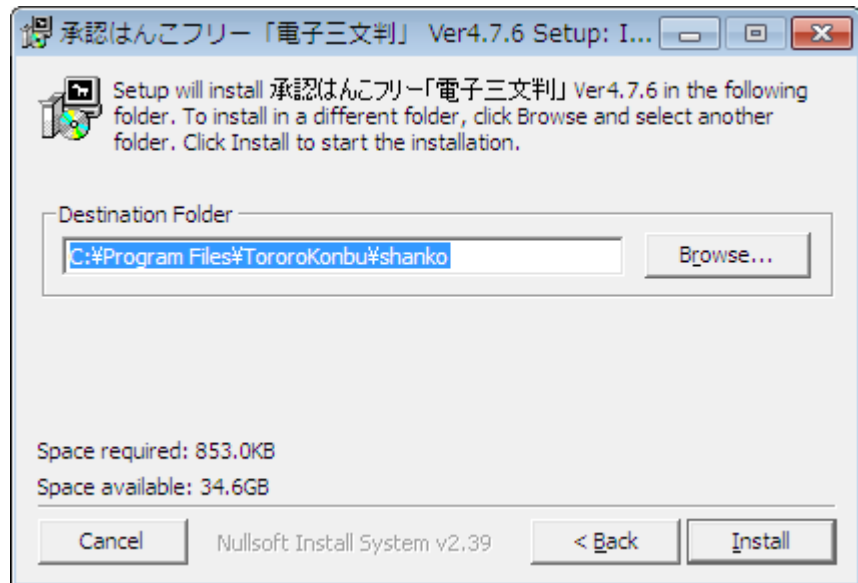 承認はんこフリー「電子三文判」 Ver4.7.6 Setup: I...
Setup will install 承認はんこフリー「電子三文判」 Ver4.7.6 in the following
folder. To install in a different folder, click Browse and select another
folder. Click Install to start the installation.
Destination Folder
C:¥Program Files¥TororoKonbu¥shanko
Browse...
Space required: 853.0KB
Space available: 34.6GB
Cancel
Nullsoft Install System v2.39
< Back
Install